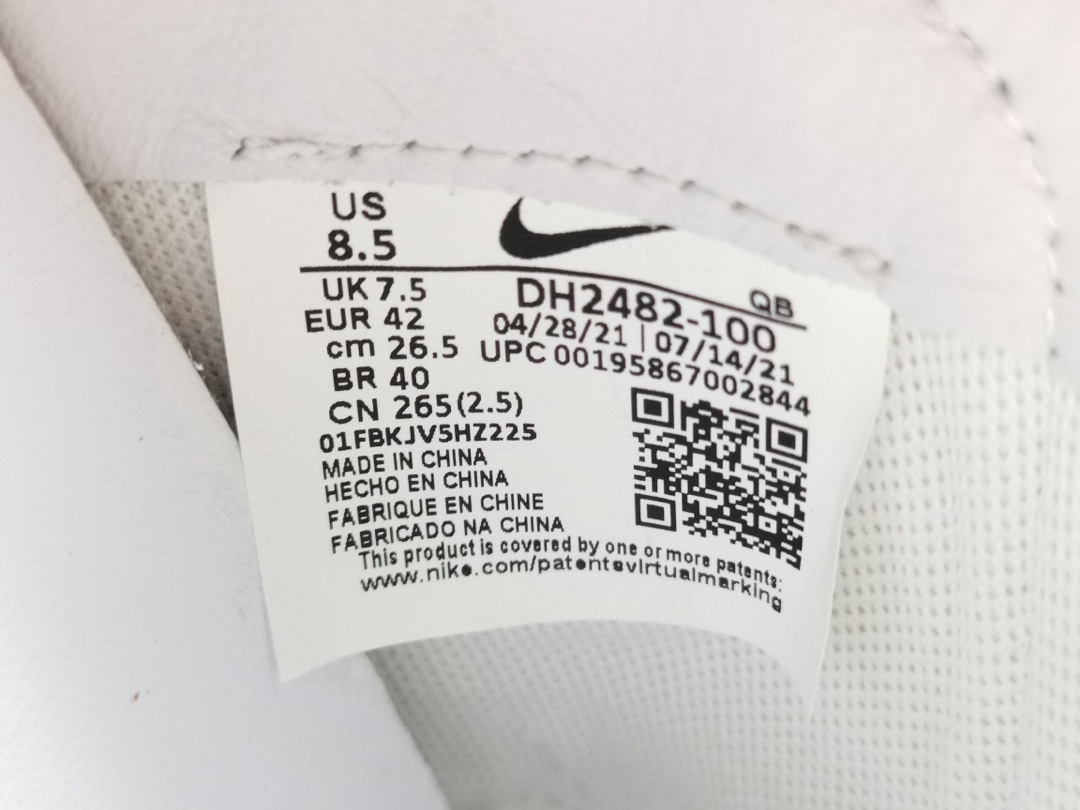 US
8.5
UK 7.5
EUR 42
cm 26.5
BR 40
CN 265(2.5)
01FBKJV5HZ225
MADE IN CHINA
HECHO EN CHINA
FABRIQUE EN CHINE
FABRICADO NA CHINA
QB
DH2482-100
04/28/21 | 07/14/21
UPC 00195867002844
This product is covered by one or more patents:
www.nike.com/patentsvirtualmarking